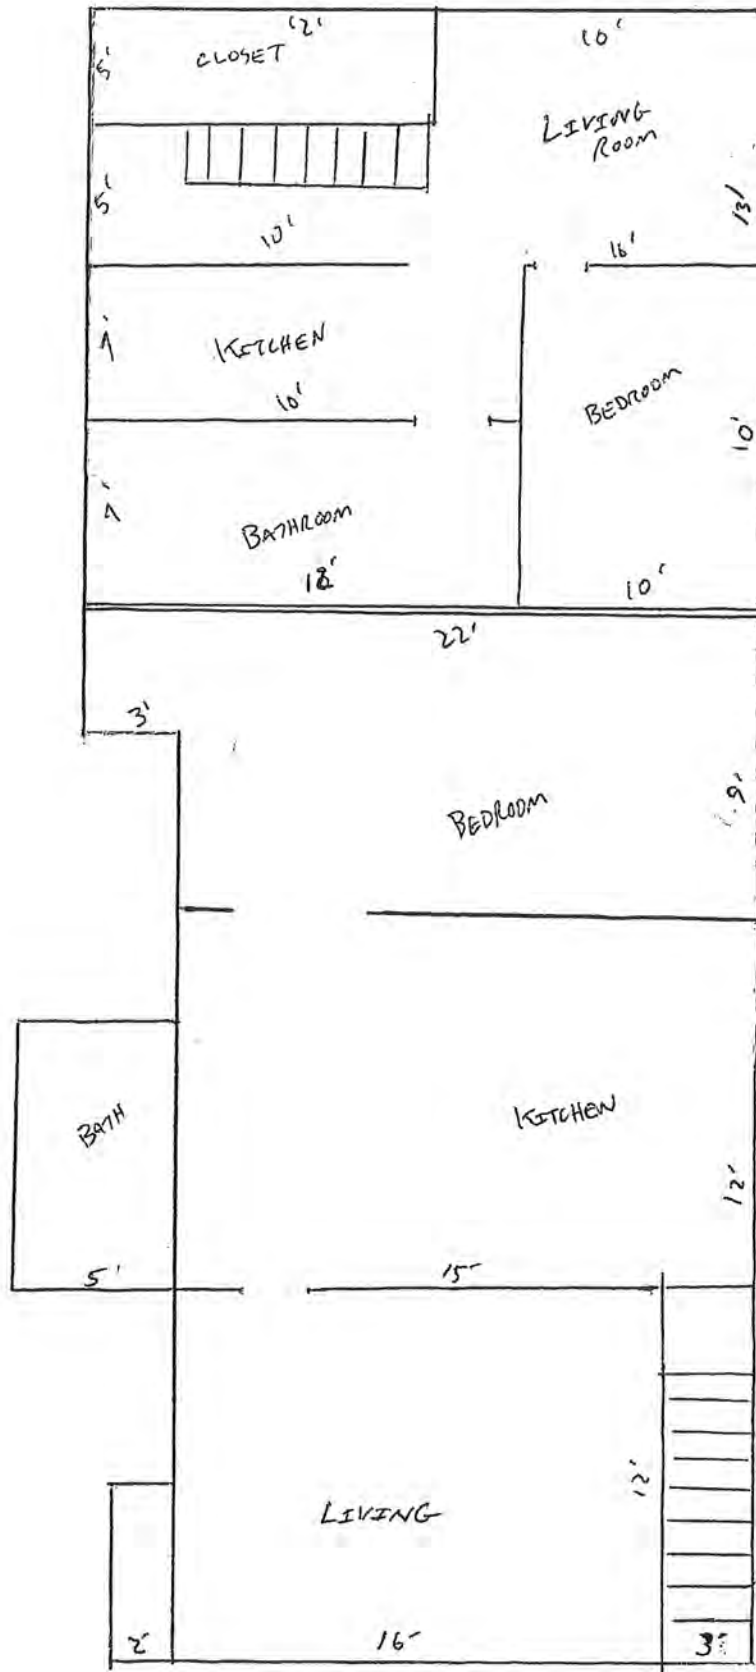 12'
10'
5'
CLOSET
LIVING
ROOM
5'
13'
10'
16'
KITCHEN
10'
BEDROOM
10'
BATHROOM
10'
22'
3'
9'
BEDROOM
KITCHEN
BATH
12'
5'
15'
12'
LIVING
2'
16'
3'